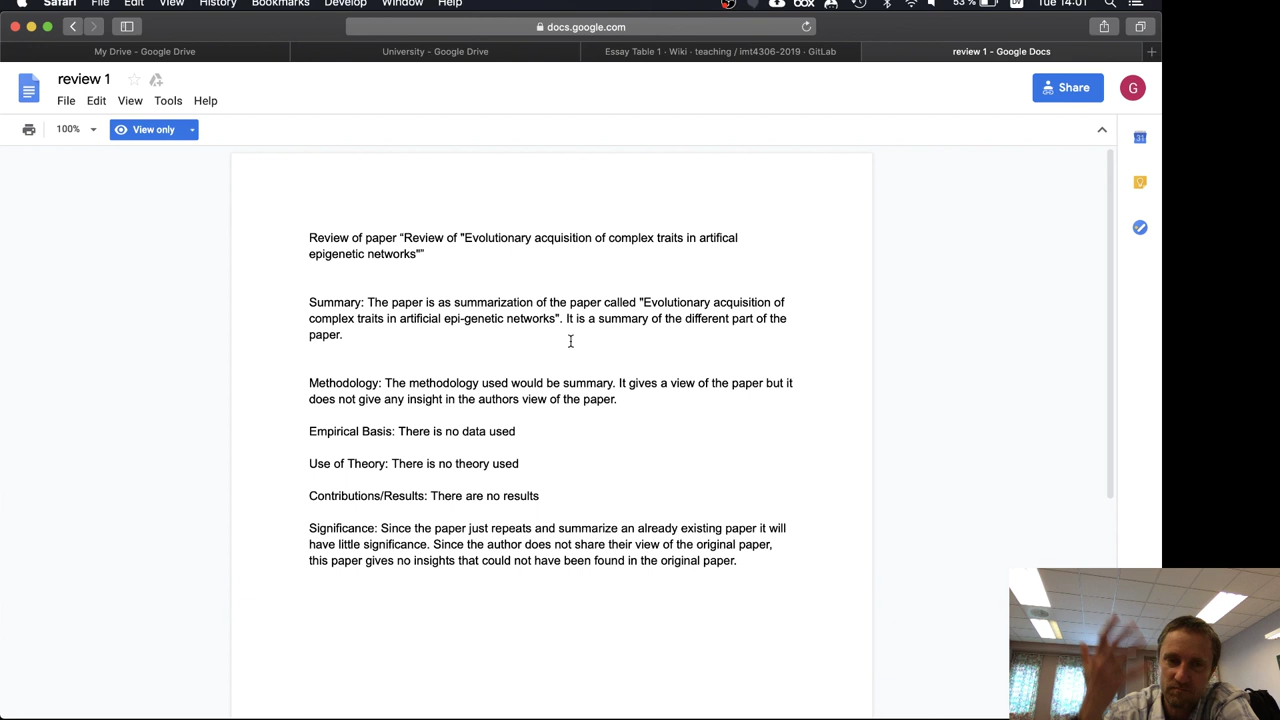 Safari File Edit View History Bookmarks Develop Window Help box 53 % DV Tue 14:01
docs.google.com
My Drive - Google Drive University - Google Drive Essay Table 1 · Wiki · teaching / imt4306-2019 · GitLab review 1 - Google Docs
review 1
Share
G
File Edit View Tools Help
100% View only
31
Review of paper “Review of "Evolutionary acquisition of complex traits in artifical
epigenetic networks"”
Summary: The paper is as summarization of the paper called "Evolutionary acquisition of
complex traits in artificial epi-genetic networks". It is a summary of the different part of the
paper.
Methodology: The methodology used would be summary. It gives a view of the paper but it
does not give any insight in the authors view of the paper.
Empirical Basis: There is no data used
Use of Theory: There is no theory used
Contributions/Results: There are no results
Significance: Since the paper just repeats and summarize an already existing paper it will
have little significance. Since the author does not share their view of the original paper,
this paper gives no insights that could not have been found in the original paper.